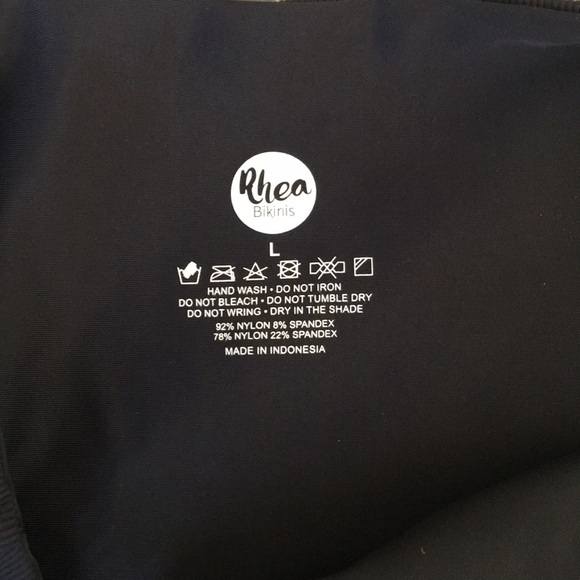 Rhea
Bikinis
L
HAND WASH • DO NOT IRON
DO NOT BLEACH • DO NOT TUMBLE DRY
DO NOT WRING • DRY IN THE SHADE
92% NYLON 8% SPANDEX
78% NYLON 22% SPANDEX
MADE IN INDONESIA